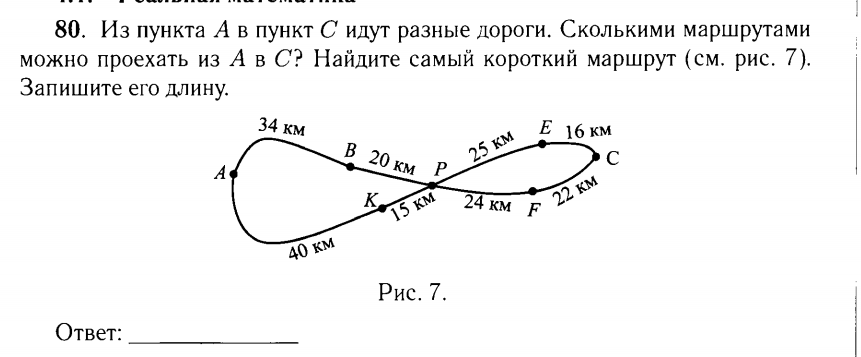 80. Из пункта A в пункт C идут разные дороги. Сколькими маршрутами
можно проехать из A в C? Найдите самый короткий маршрут (см. рис. 7).
Запишите его длину.
34 км
B
20 км
P
25 км
E
16 км
A
C
K
15 км
24 км
F
22 км
40 км
Рис. 7.
Ответ: